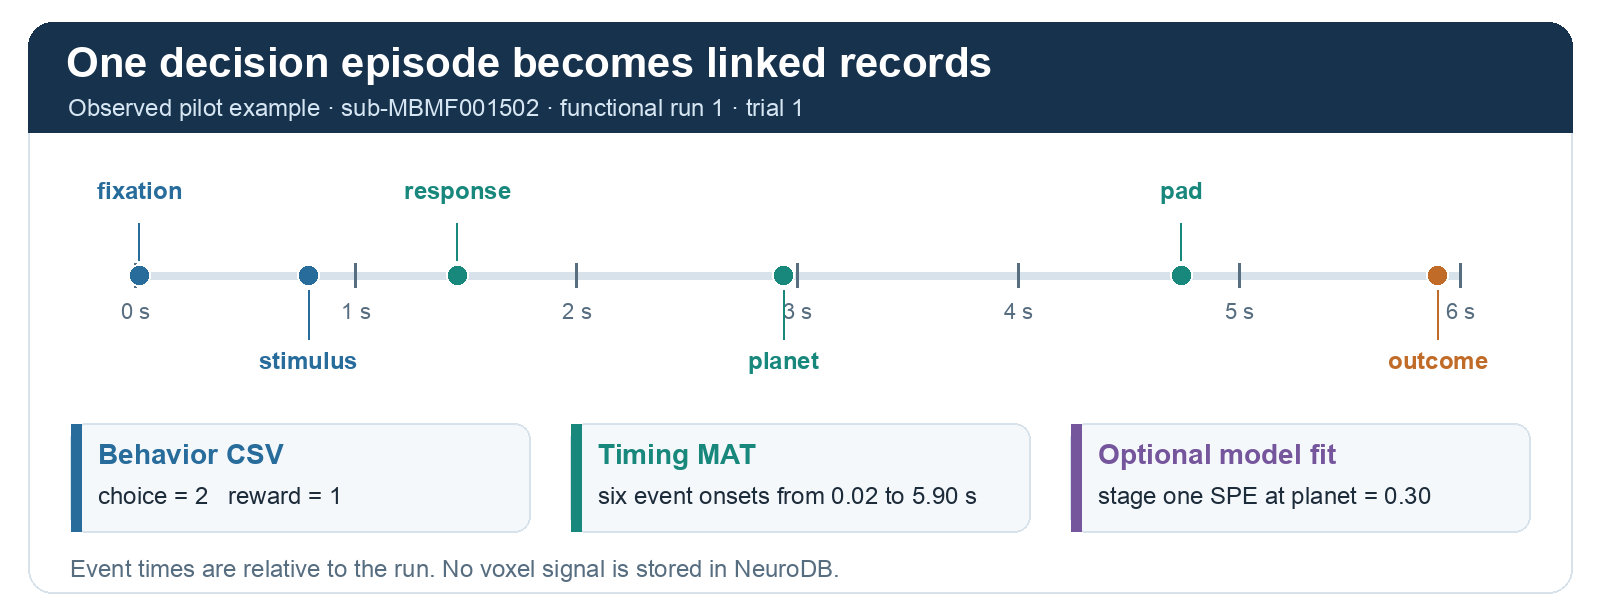 One decision episode becomes linked records
Observed pilot example · sub-MBMF001502 · functional run 1 · trial 1
fixation
response
pad
0 s
1 s
2 s
3 s
4 s
5 s
6 s
stimulus
planet
outcome
Behavior CSV
choice = 2 reward = 1
Timing MAT
six event onsets from 0.02 to 5.90 s
Optional model fit
stage one SPE at planet = 0.30
Event times are relative to the run. No voxel signal is stored in NeuroDB.